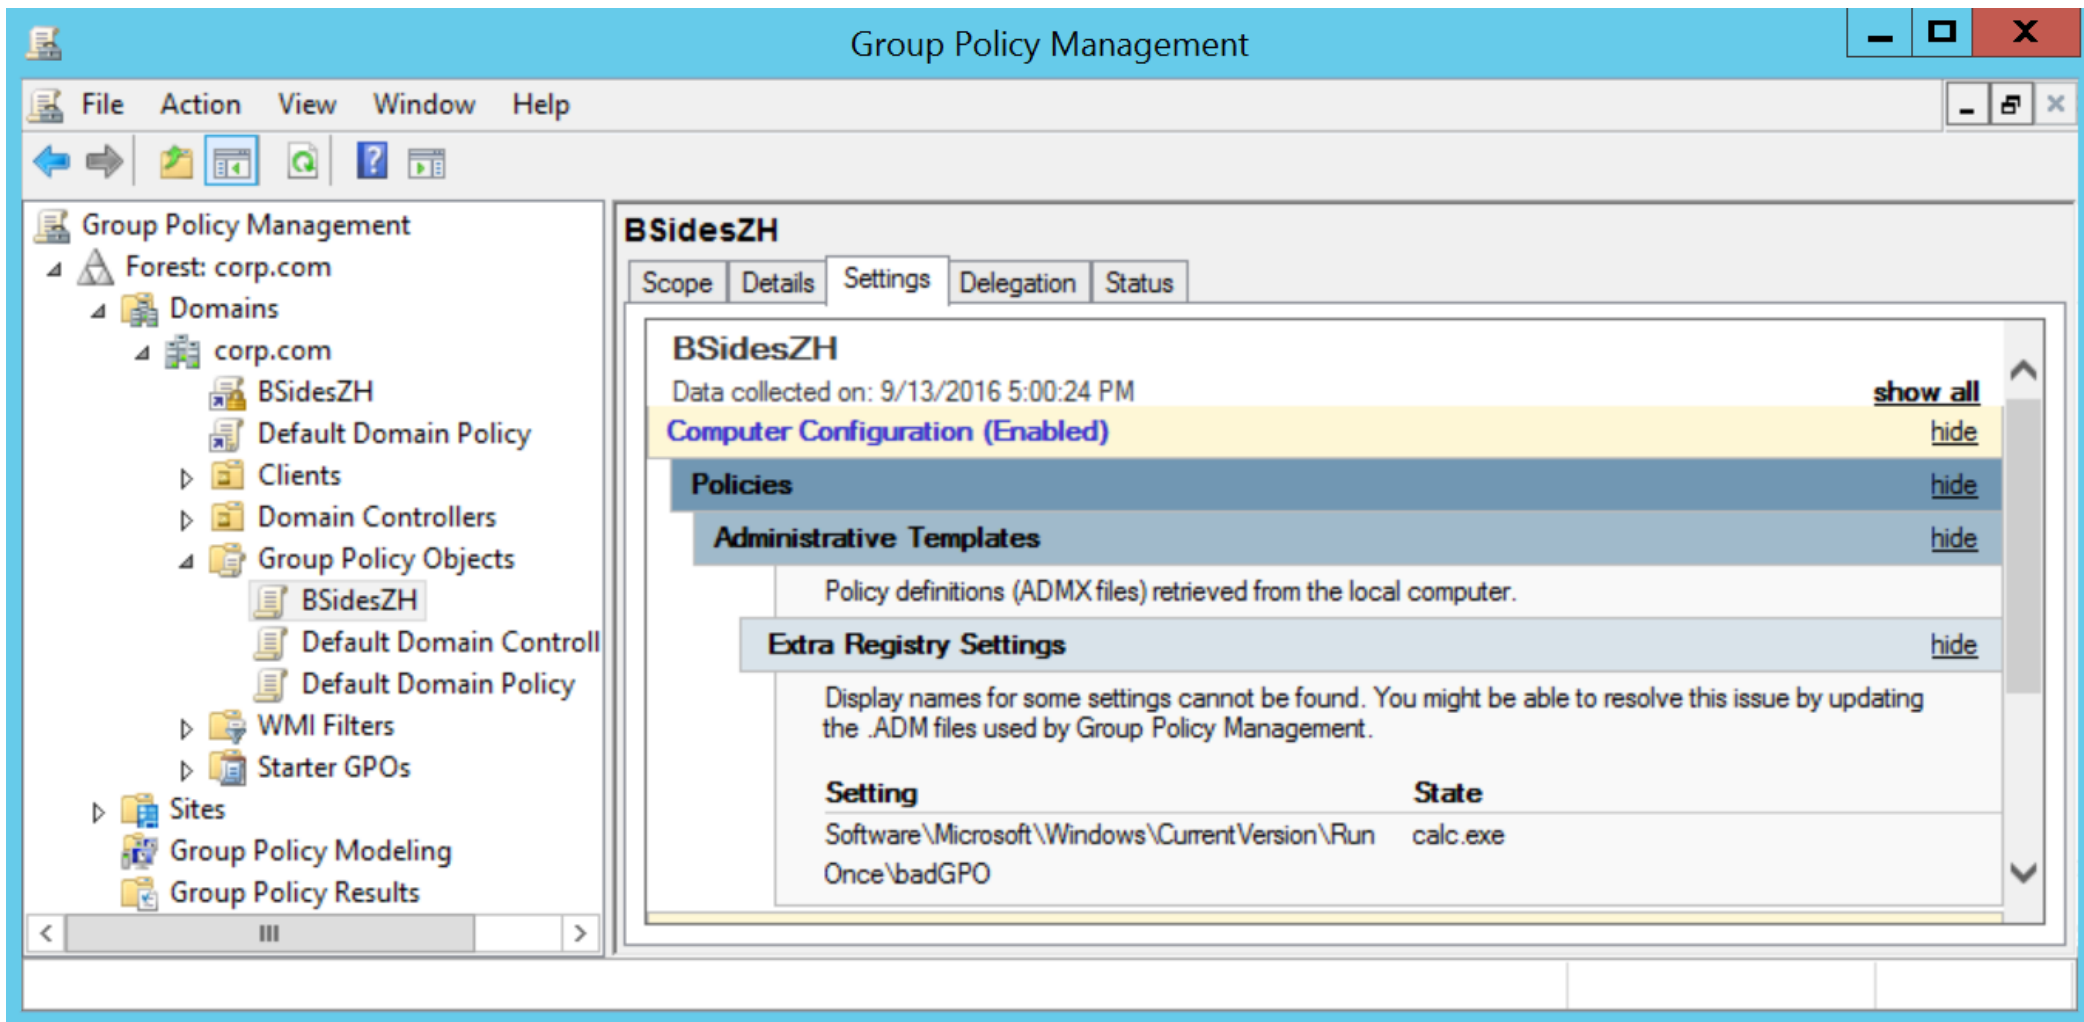 Group Policy Management
File Action View Window Help
Group Policy Management
Forest: corp.com
Domains
corp.com
BSidesZH
Default Domain Policy
Clients
Domain Controllers
Group Policy Objects
BSidesZH
Default Domain Controll
Default Domain Policy
WMI Filters
Starter GPOs
Sites
Group Policy Modeling
Group Policy Results
BSidesZH
Scope Details Settings Delegation Status
BSidesZH
Data collected on: 9/13/2016 5:00:24 PM show all
Computer Configuration (Enabled) hide
Policies hide
Administrative Templates hide
Policy definitions (ADMX files) retrieved from the local computer.
Extra Registry Settings hide
Display names for some settings cannot be found. You might be able to resolve this issue by updating
the .ADM files used by Group Policy Management.
Setting State
Software\Microsoft\Windows\CurrentVersion\Run calc.exe
Once\badGPO